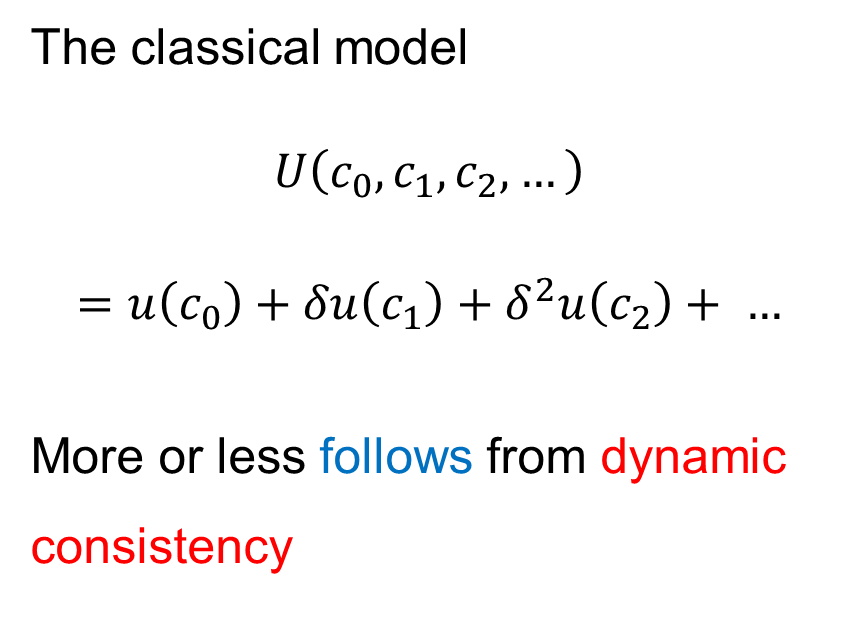 The classical model
U(c₀, c₁, c₂, … )
= u(c₀) + δu(c₁) + δ²u(c₂) + …
More or less follows from dynamic
consistency